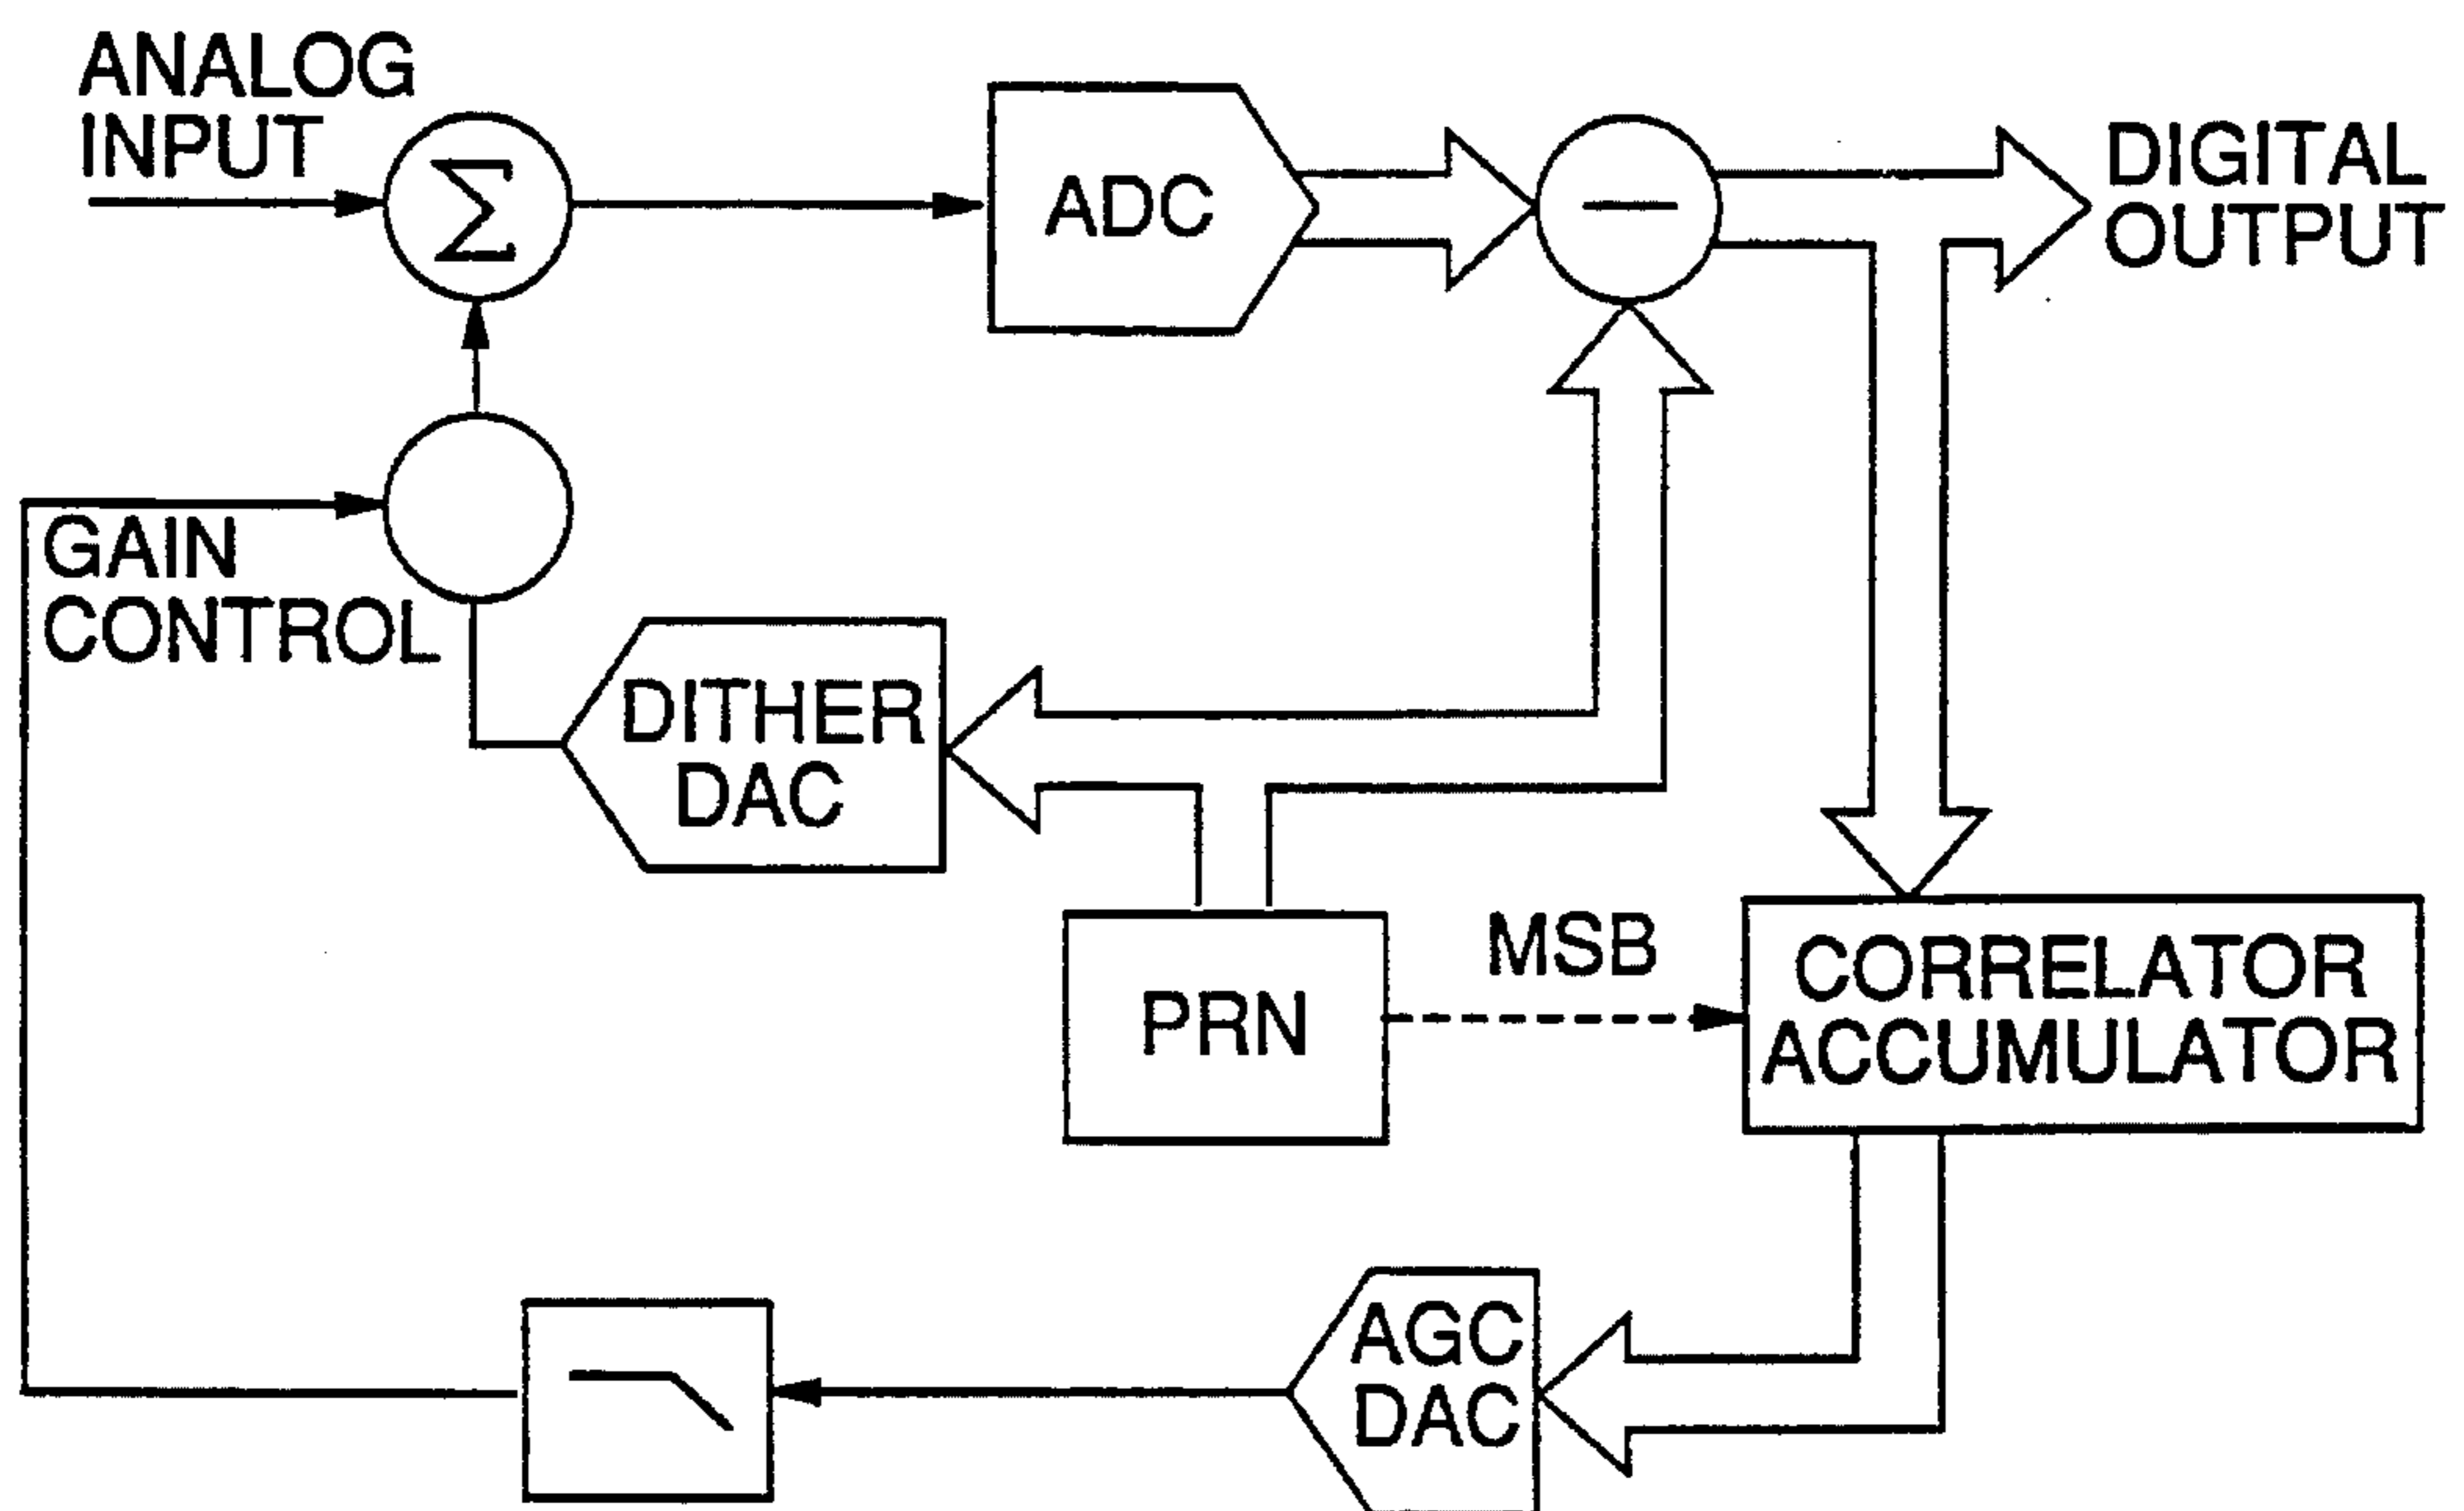 ANALOG
INPUT
Σ
ADC
−
DIGITAL
OUTPUT
GAIN
CONTROL
DITHER
DAC
PRN
MSB
CORRELATOR
ACCUMULATOR
AGC
DAC